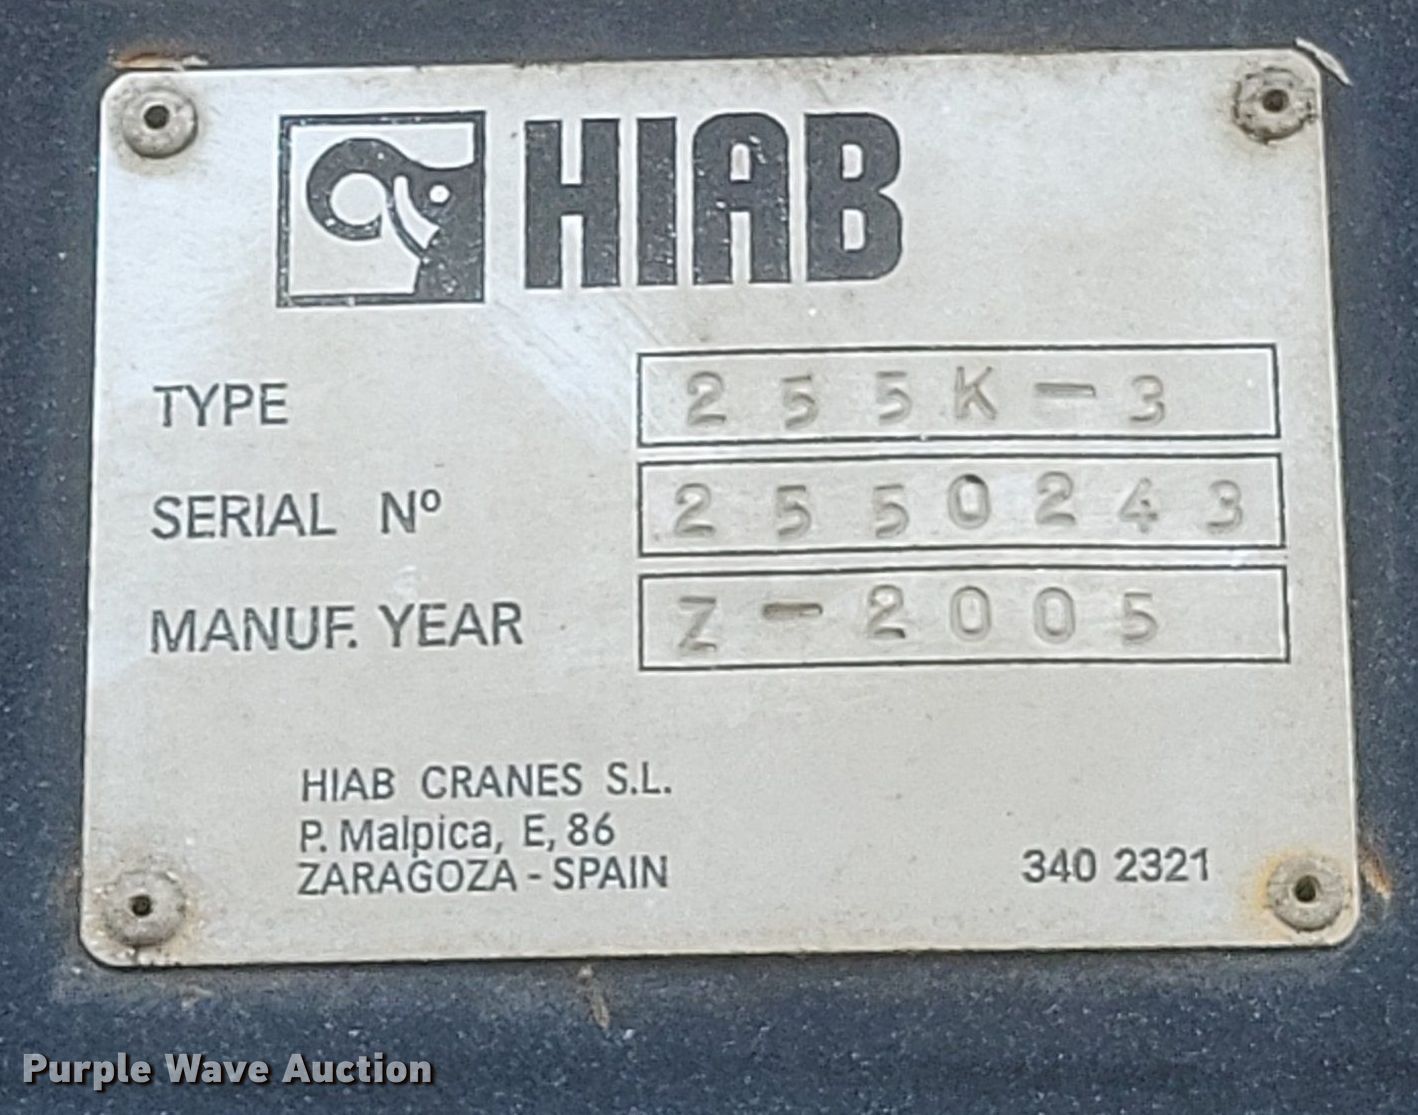 HIAB
TYPE 255K-3
SERIAL Nº 2550243
MANUF. YEAR Z-2005
HIAB CRANES S.L.
P. Malpica, E, 86
ZARAGOZA - SPAIN
340 2321
Purple Wave Auction